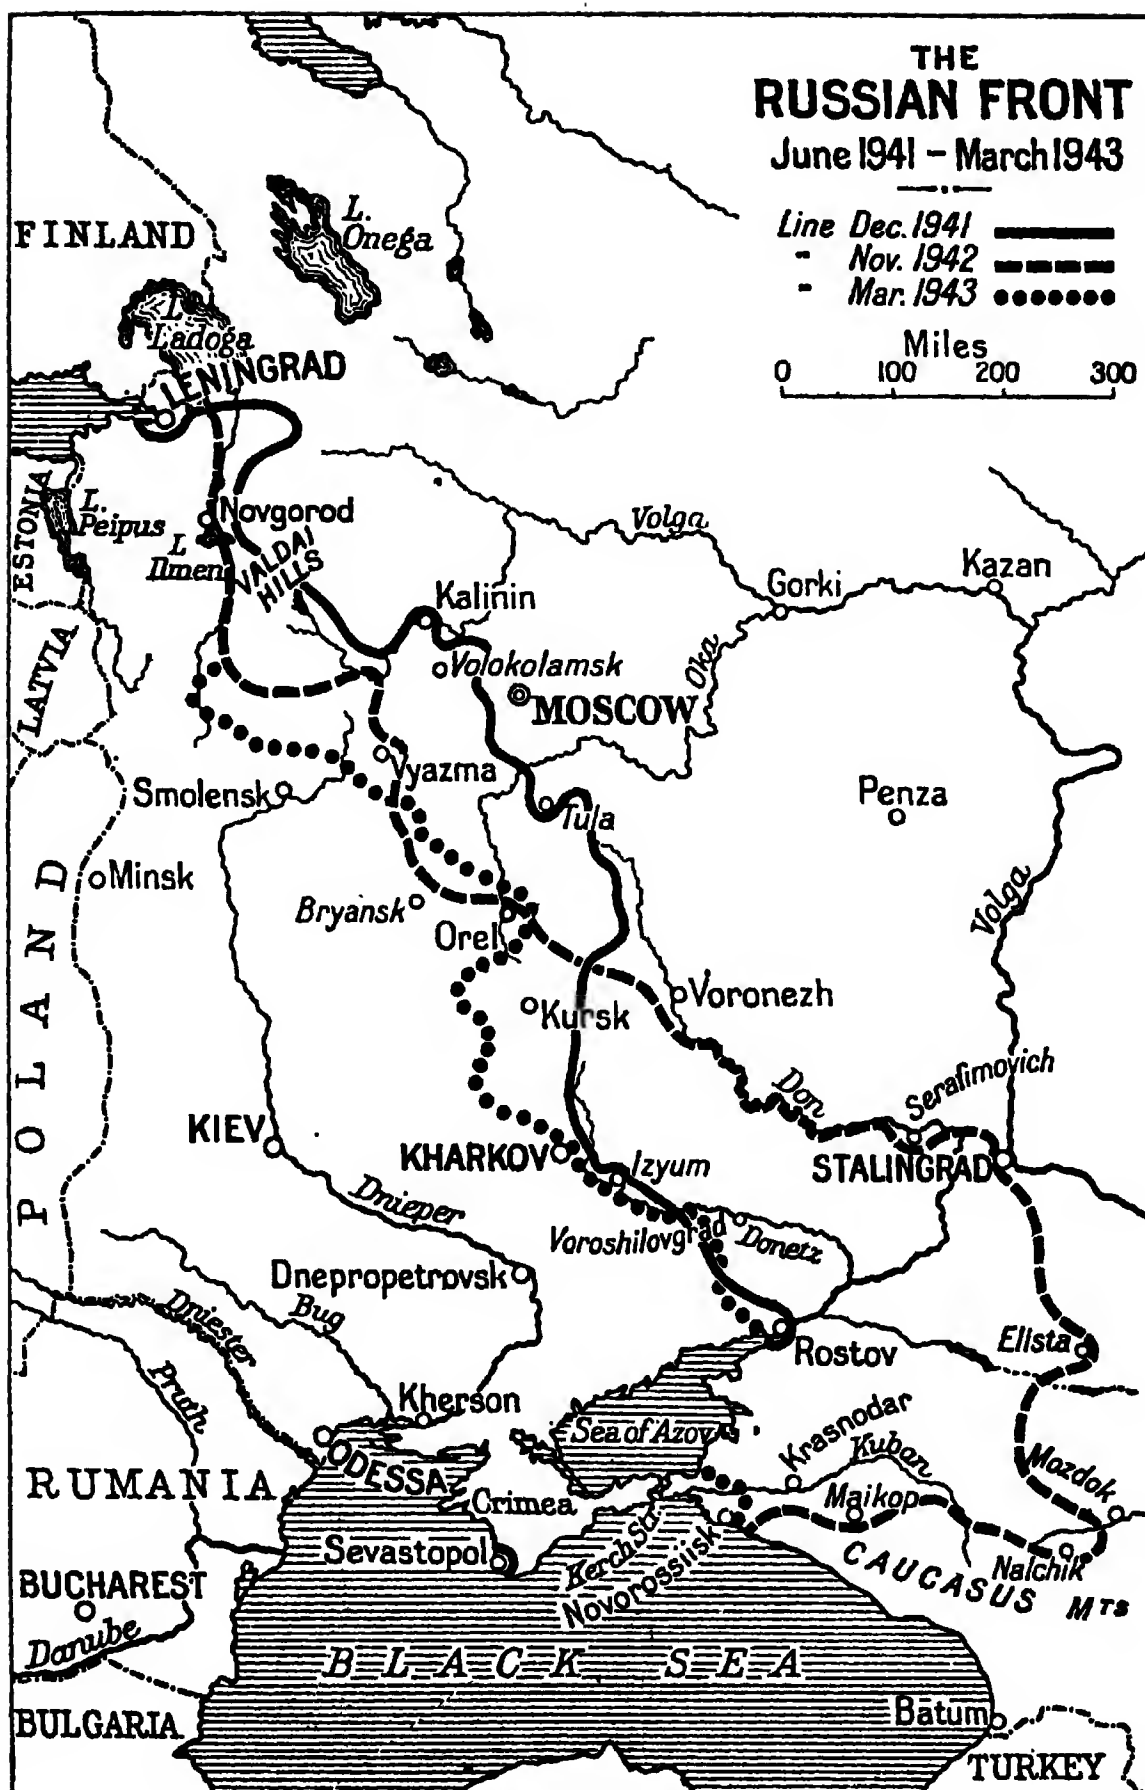 THE
RUSSIAN FRONT
June 1941 – March 1943
Line Dec. 1941
" Nov. 1942
" Mar. 1943
Miles
0 100 200 300
FINLAND
L.
Onega
L.
Ladoga
LENINGRAD
ESTONIA
L.
Peipus
Novgorod
L
Ilmen
VALDAI
HILLS
Volga
Kazan
Gorki
Kalinin
Oka
Volokolamsk
LATVIA
MOSCOW
Vyazma
Smolensk
Penza
Tula
POLAND
Minsk
Volga
Bryansk
Orel
Voronezh
Kursk
Don
Serafimovich
KIEV
KHARKOV
Izyum
STALINGRAD
Dnieper
Voroshilovgrad
Donetz
Dnepropetrovsk
Bug
Dniester
Rostov
Elista
Pruth
Kherson
Sea of Azov
Krasnodar
Kuban
Mozdok
RUMANIA
ODESSA
Crimea
Maikop
Sevastopol
Kerch Str.
Novorossiisk
Nalchik
CAUCASUS MTS
BUCHAREST
Danube
BLACK SEA
BULGARIA
Batum
TURKEY